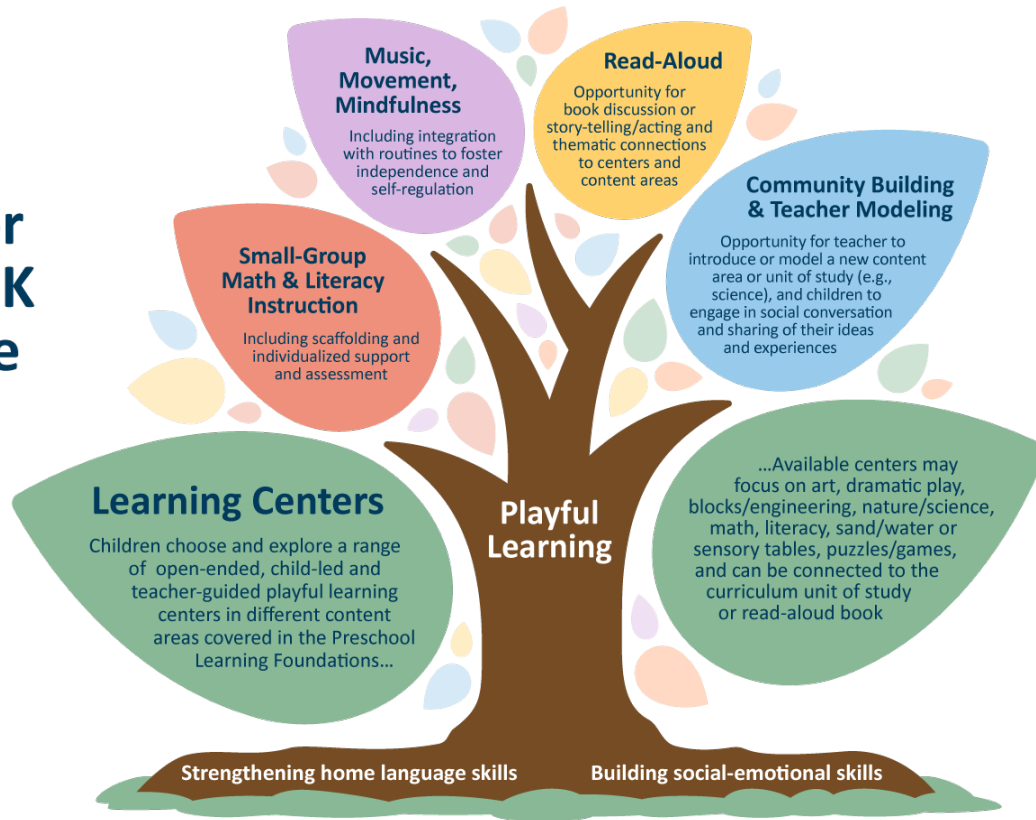 r
K
e
Music,
Movement,
Mindfulness
Including integration
with routines to foster
independence and
self-regulation
Read-Aloud
Opportunity for
book discussion or
story-telling/acting and
thematic connections
to centers and
content areas
Small-Group
Math & Literacy
Instruction
Including scaffolding and
individualized support
and assessment
Community Building
& Teacher Modeling
Opportunity for teacher to
introduce or model a new content
area or unit of study (e.g.,
science), and children to
engage in social conversation
and sharing of their ideas
and experiences
Learning Centers
Children choose and explore a range
of open-ended, child-led and
teacher-guided playful learning
centers in different content
areas covered in the Preschool
Learning Foundations...
Playful
Learning
...Available centers may
focus on art, dramatic play,
blocks/engineering, nature/science,
math, literacy, sand/water or
sensory tables, puzzles/games,
and can be connected to the
curriculum unit of study
or read-aloud book
Strengthening home language skills
Building social-emotional skills